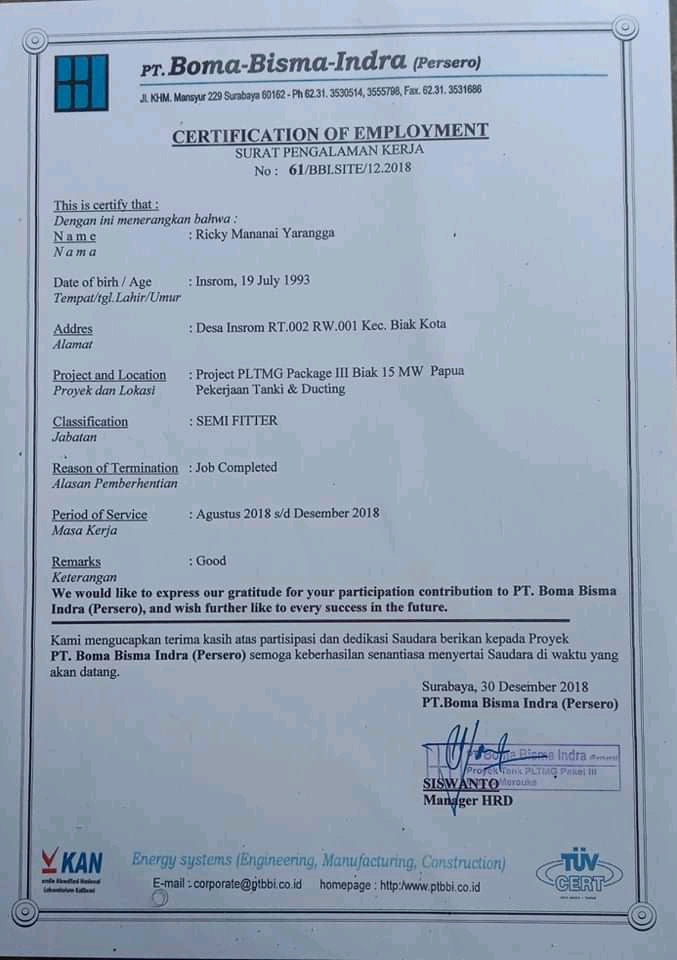 PT. Boma-Bisma-Indra (Persero)
Jl. KHM. Mansyur 229 Surabaya 60162 - Ph 62.31. 3530514, 3555798, Fax. 62.31. 3531686
CERTIFICATION OF EMPLOYMENT
SURAT PENGALAMAN KERJA
No : 61/BBI.SITE/12.2018
This is certify that :
Dengan ini menerangkan bahwa :
Name : Ricky Mananai Yarangga
Nama
Date of birh / Age : Insrom, 19 July 1993
Tempat/tgl.Lahir/Umur
Addres : Desa Insrom RT.002 RW.001 Kec. Biak Kota
Alamat
Project and Location : Project PLTMG Package III Biak 15 MW Papua
Proyek dan Lokasi Pekerjaan Tanki & Ducting
Classification : SEMI FITTER
Jabatan
Reason of Termination : Job Completed
Alasan Pemberhentian
Period of Service : Agustus 2018 s/d Desember 2018
Masa Kerja
Remarks : Good
Keterangan
We would like to express our gratitude for your participation contribution to PT. Boma Bisma
Indra (Persero), and wish further like to every success in the future.
Kami mengucapkan terima kasih atas partisipasi dan dedikasi Saudara berikan kepada Proyek
PT. Boma Bisma Indra (Persero) semoga keberhasilan senantiasa menyertai Saudara di waktu yang
akan datang.
Surabaya, 30 Desember 2018
PT.Boma Bisma Indra (Persero)
PT Boma Bisma Indra (Persero)
Proyek Tank PLTMG Paket III
Merouke
SISWANTO
Manager HRD
KAN
Laboratorium Kalibrasi
Energy systems (Engineering, Manufacturing, Construction)
E-mail : corporate@ptbbi.co.id homepage : http:/www.ptbbi.co.id
TÜV
CERT